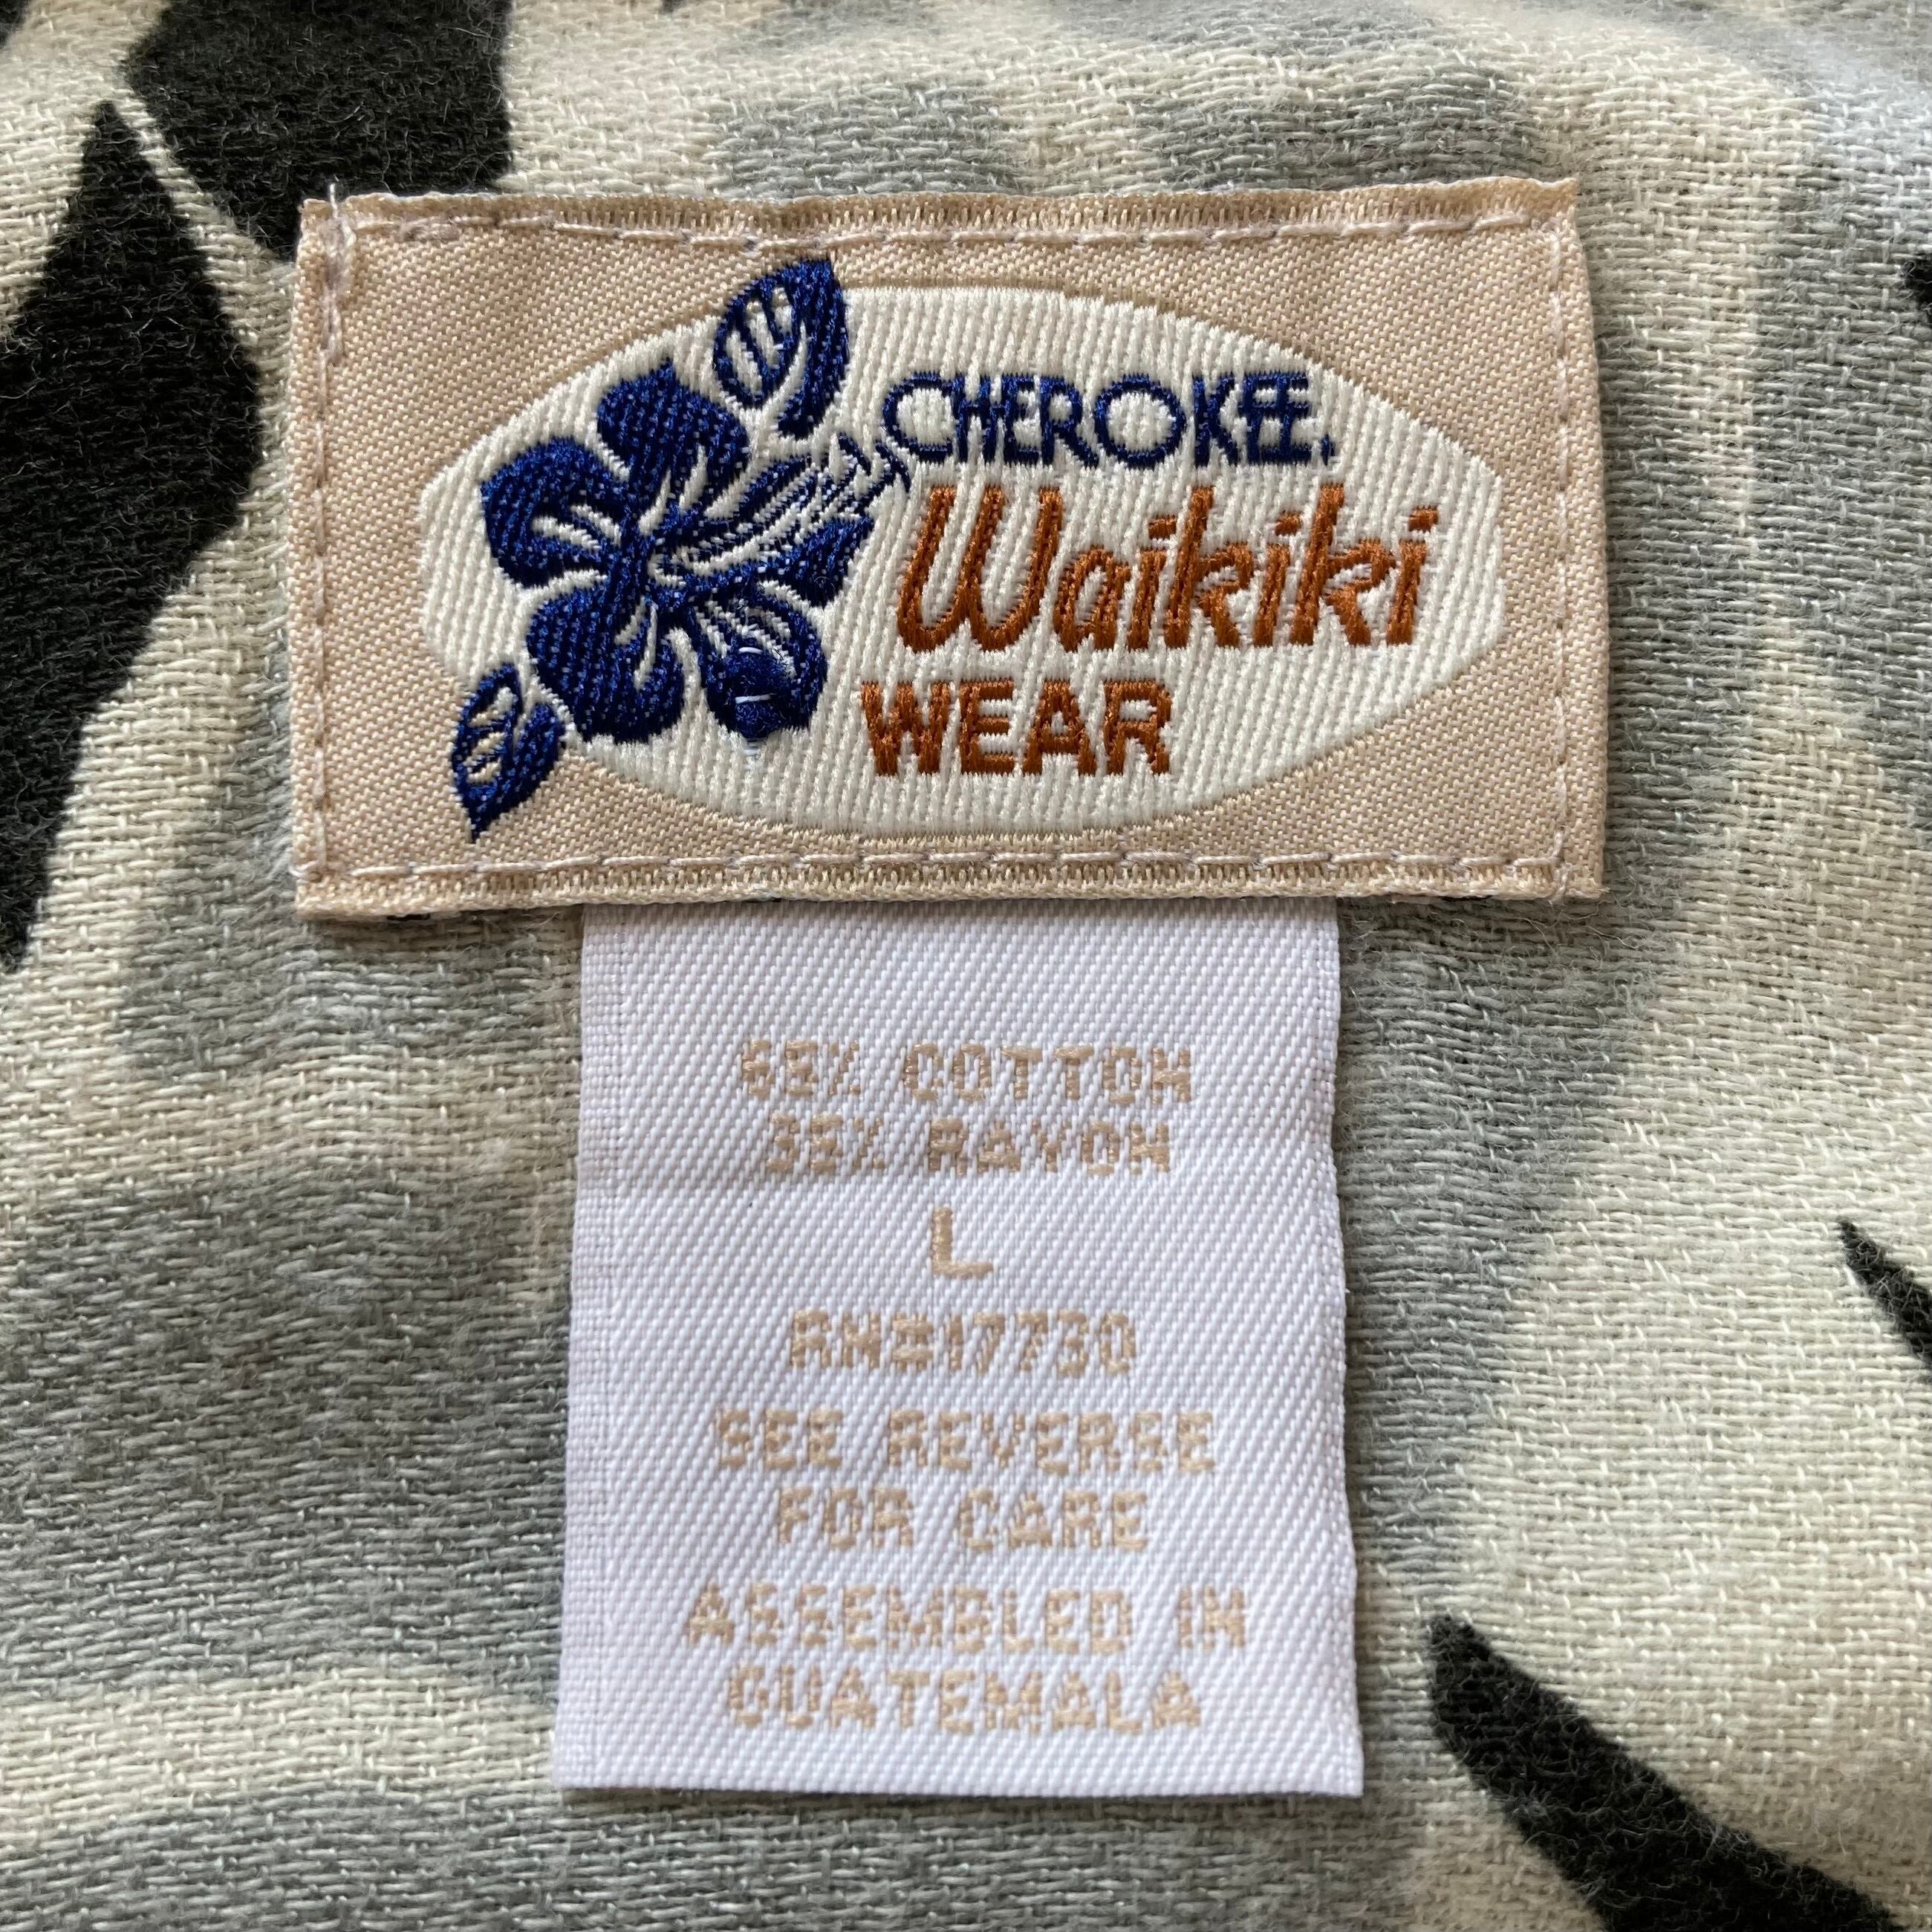 CHEROKEE.
Waikiki
WEAR
65% COTTON
35% RAYON
L
RN#17730
SEE REVERSE
FOR CARE
ASSEMBLED IN
GUATEMALA